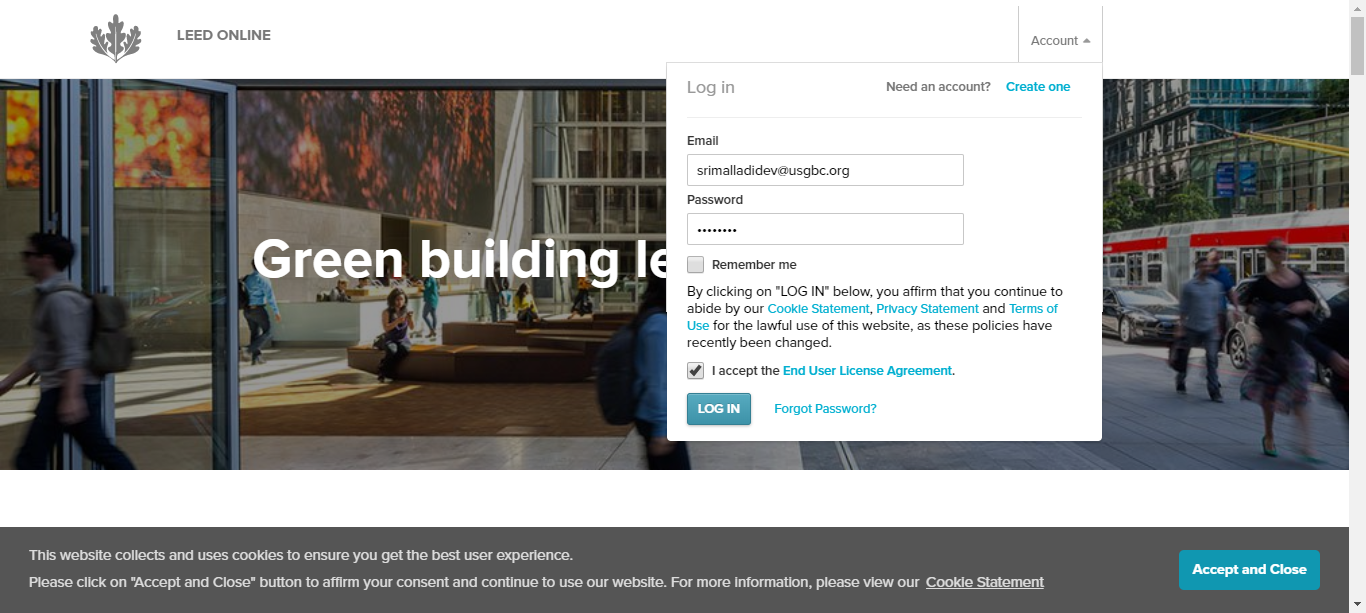 LEED ONLINE
Account
Log in
Need an account? Create one
Email
srimalladidev@usgbc.org
Password
••••••••
Remember me
Green building le
By clicking on "LOG IN" below, you affirm that you continue to
abide by our Cookie Statement, Privacy Statement and Terms of
Use for the lawful use of this website, as these policies have
recently been changed.
I accept the End User License Agreement.
LOG IN
Forgot Password?
This website collects and uses cookies to ensure you get the best user experience.
Please click on "Accept and Close" button to affirm your consent and continue to use our website. For more information, please view our Cookie Statement
Accept and Close